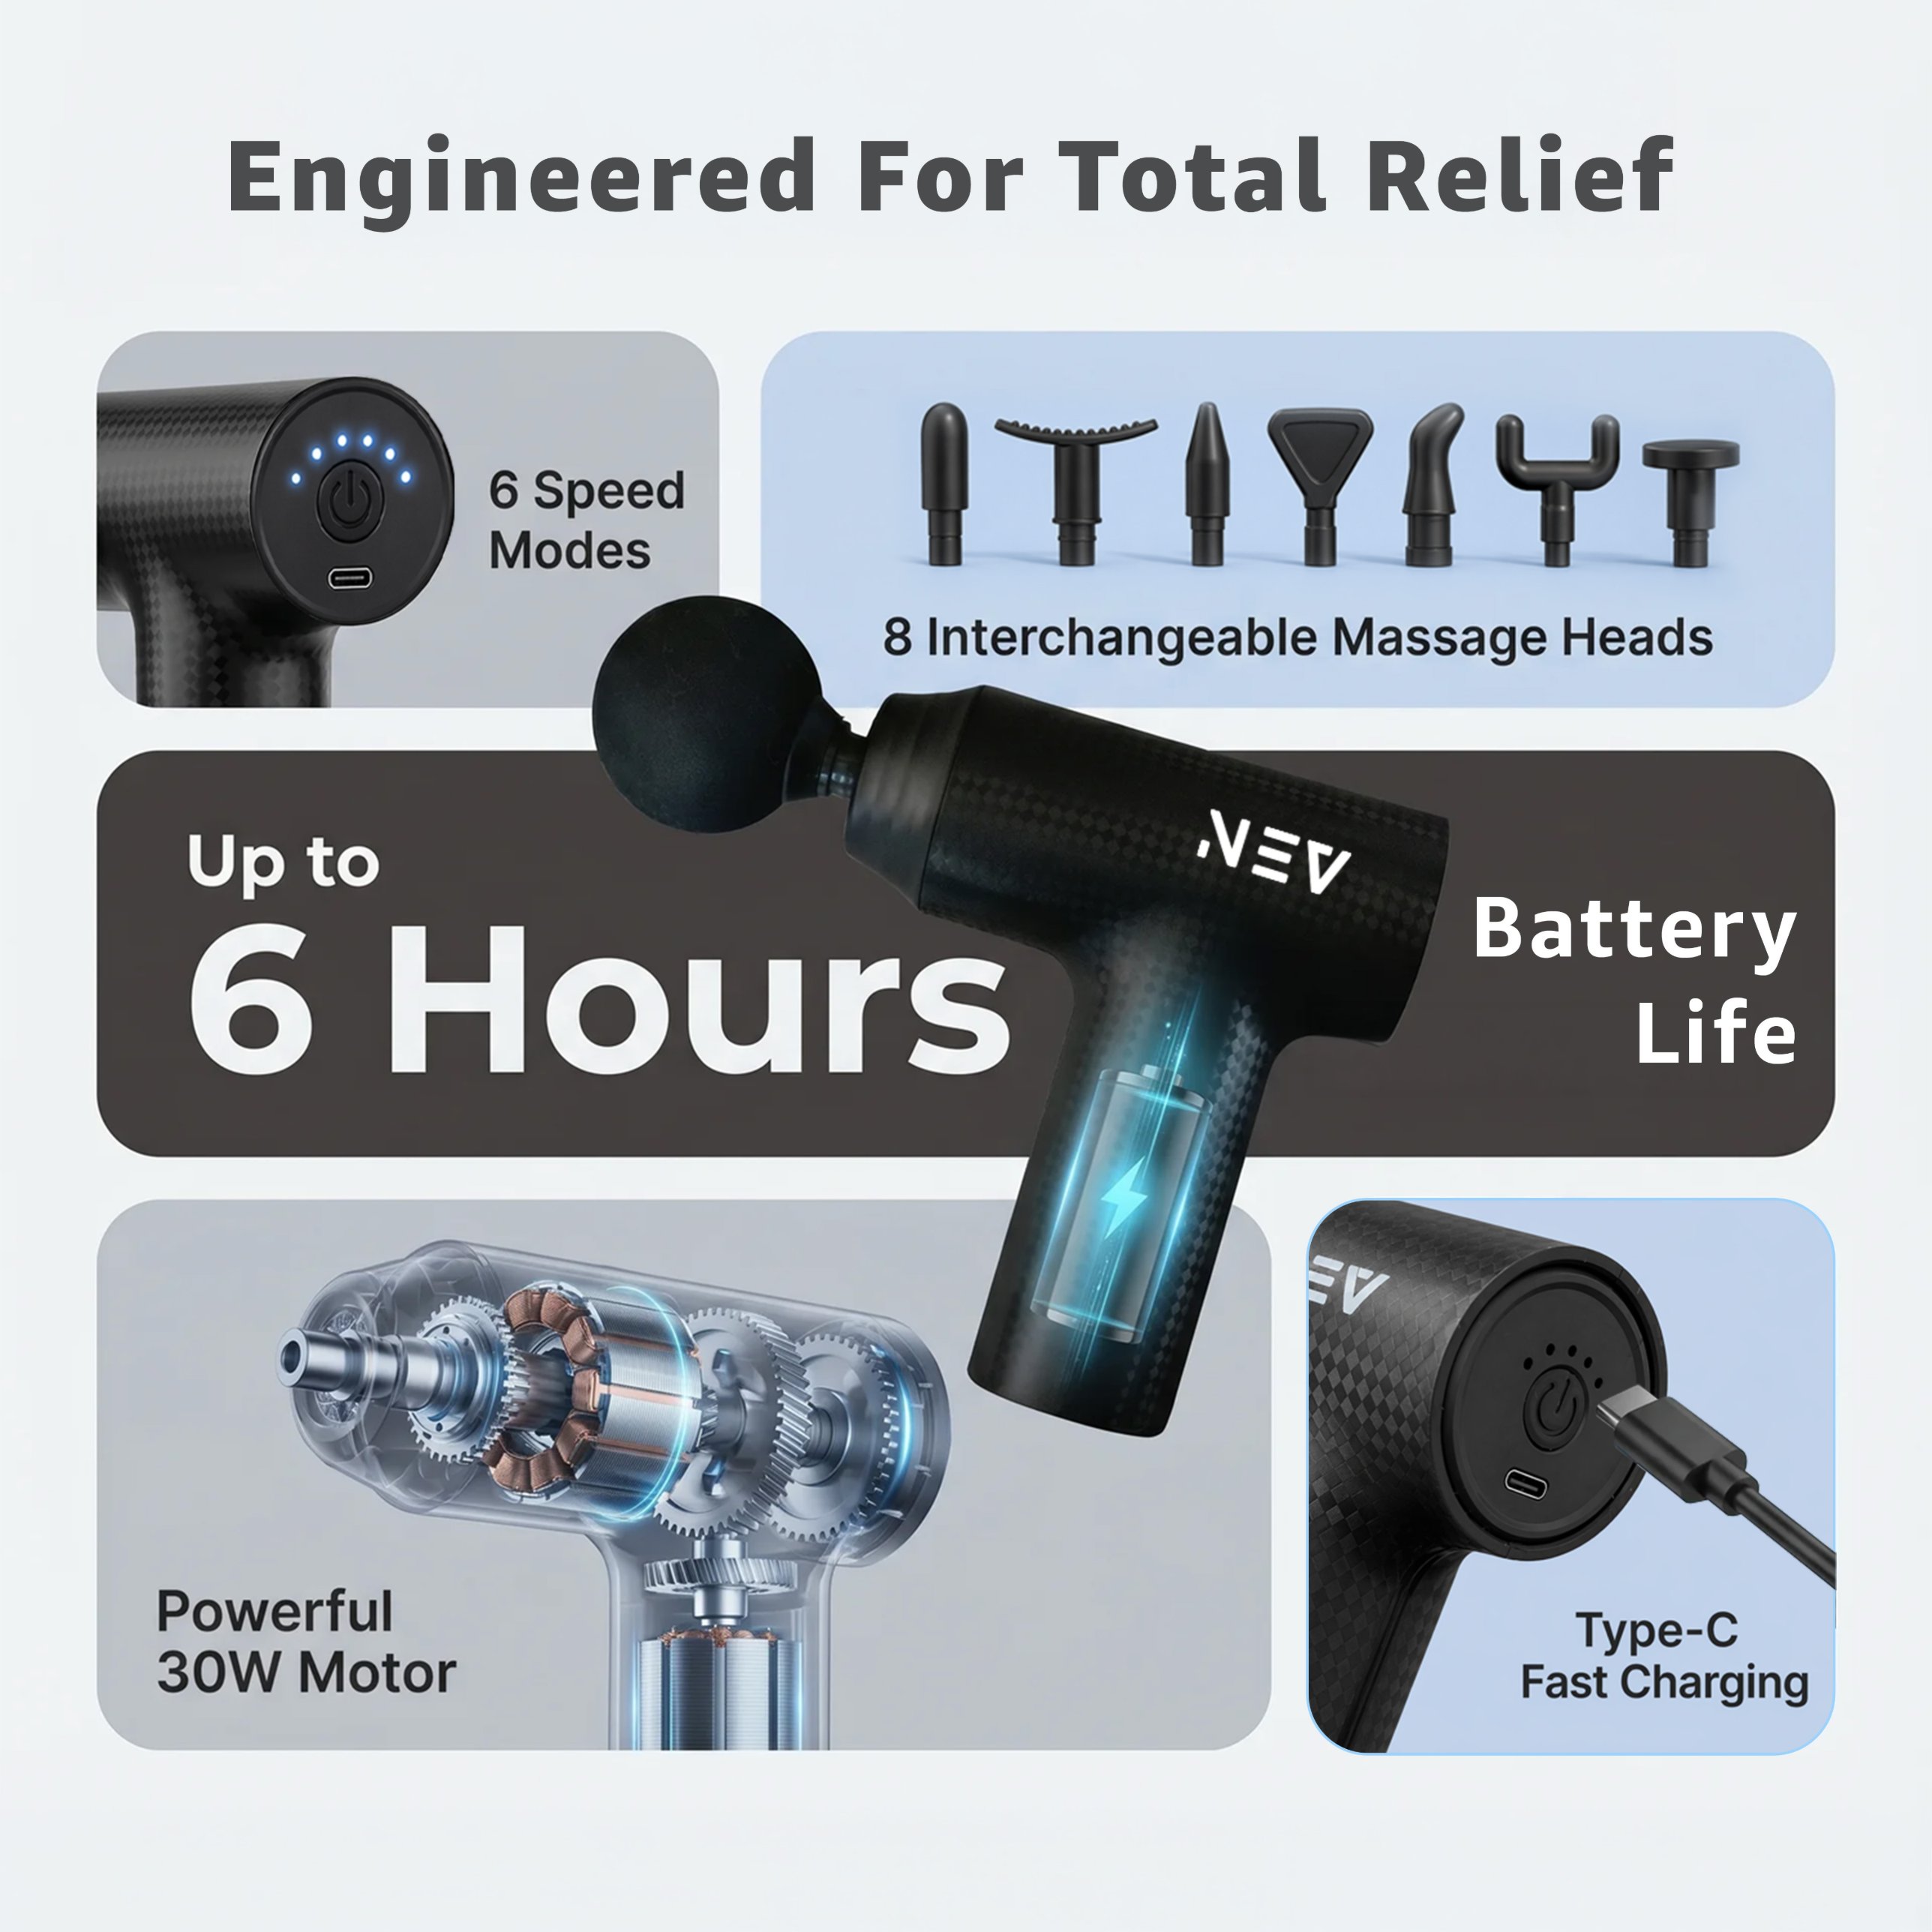 Engineered For Total Relief
6 Speed
Modes
8 Interchangeable Massage Heads
Up to
6 Hours
NEV
Battery
Life
Powerful
30W Motor
EV
Type-C
Fast Charging